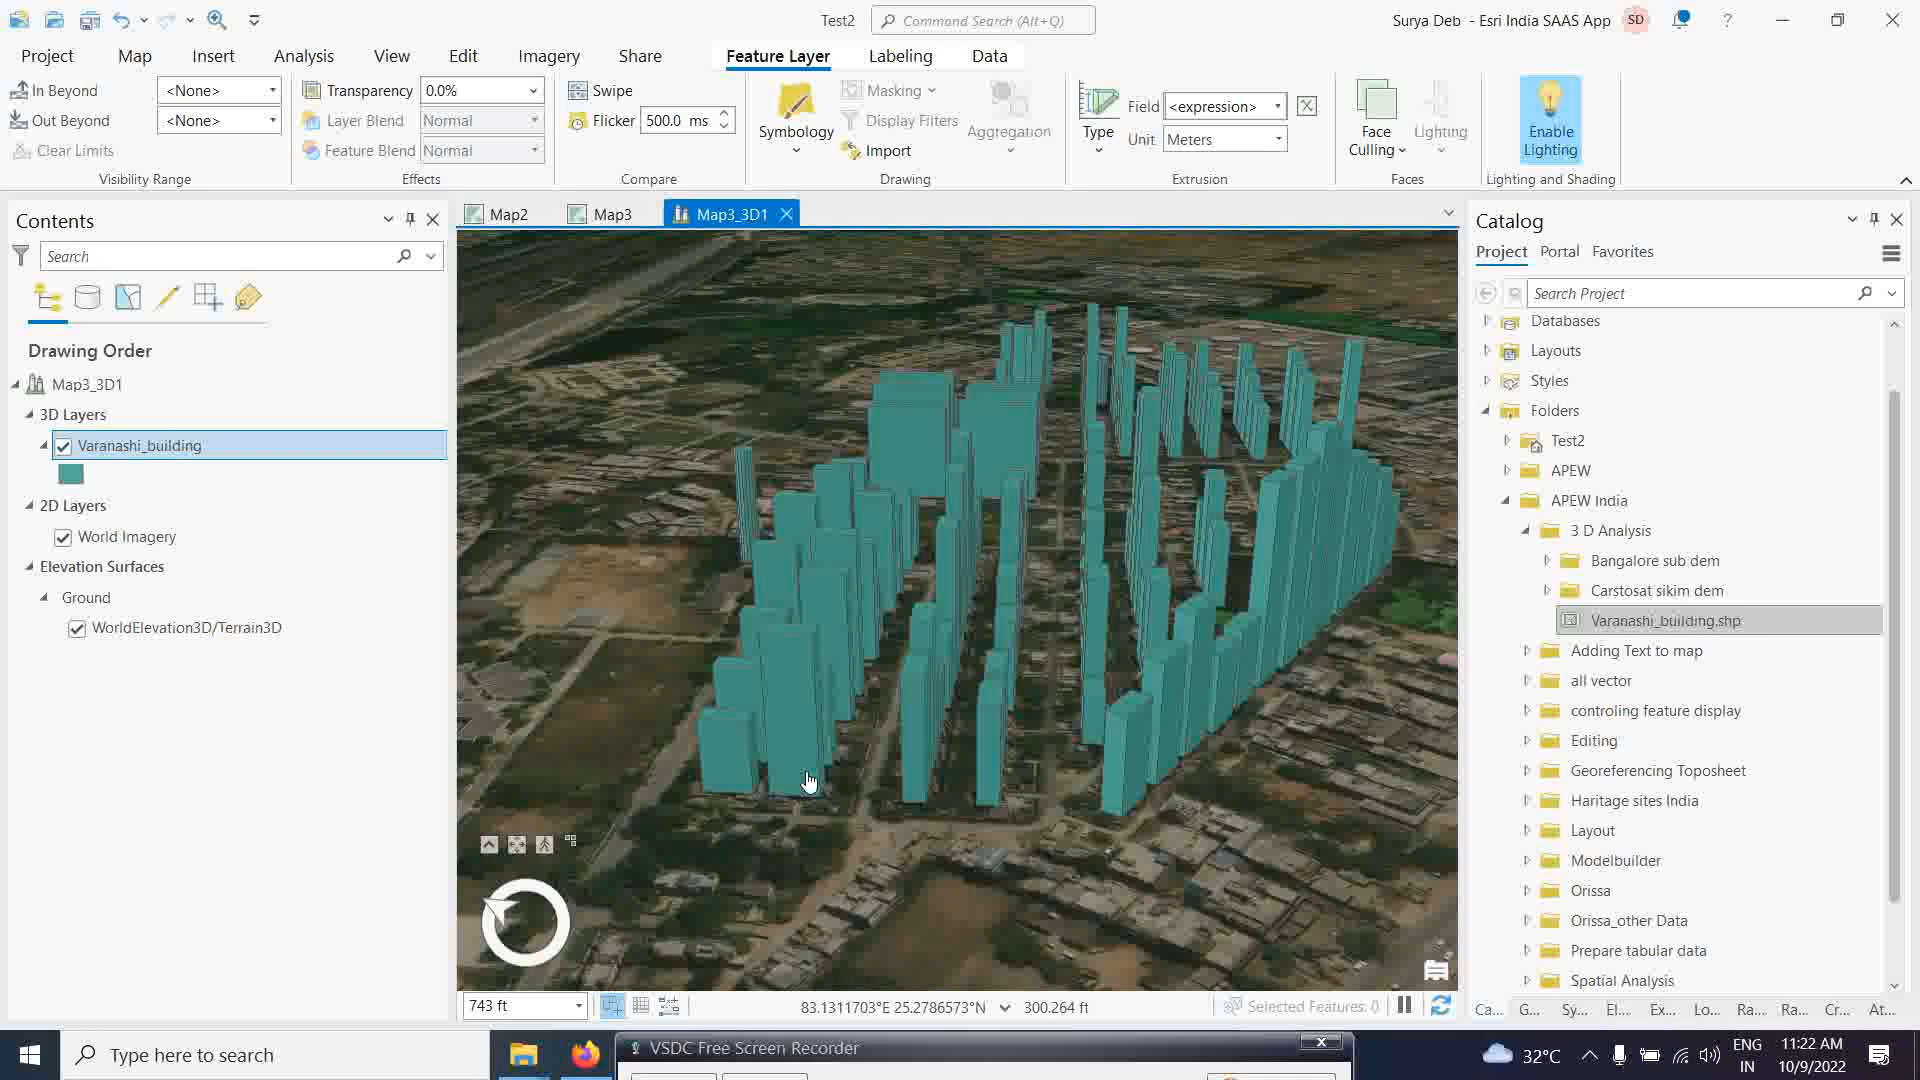 Test2
Command Search (Alt+Q)
Surya Deb - Esri India SAAS App
SD
?
Project
Map
Insert
Analysis
View
Edit
Imagery
Share
Feature Layer
Labeling
Data
In Beyond
<None>
Out Beyond
<None>
Clear Limits
Visibility Range
Transparency
0.0%
Layer Blend
Normal
Feature Blend
Normal
Effects
Swipe
Flicker
500.0 ms
Compare
Symbology
Masking
Display Filters
Import
Aggregation
Drawing
Type
Field
<expression>
Unit
Meters
Extrusion
Face
Culling
Lighting
Faces
Enable
Lighting
Lighting and Shading
Contents
Search
Drawing Order
Map3_3D1
3D Layers
Varanashi_building
2D Layers
World Imagery
Elevation Surfaces
Ground
WorldElevation3D/Terrain3D
Map2
Map3
Map3_3D1
743 ft
83.1311703°E 25.2786573°N
300.264 ft
Selected Features: 0
Catalog
Project
Portal
Favorites
Search Project
Databases
Layouts
Styles
Folders
Test2
APEW
APEW India
3 D Analysis
Bangalore sub dem
Carstosat sikim dem
Varanashi_building.shp
Adding Text to map
all vector
controling feature display
Editing
Georeferencing Toposheet
Haritage sites India
Layout
Modelbuilder
Orissa
Orissa_other Data
Prepare tabular data
Spatial Analysis
Ca...
G...
Sy...
El...
Ex...
Lo...
Ra...
Ra...
Cr...
At...
Type here to search
VSDC Free Screen Recorder
32°C
ENG
IN
11:22 AM
10/9/2022